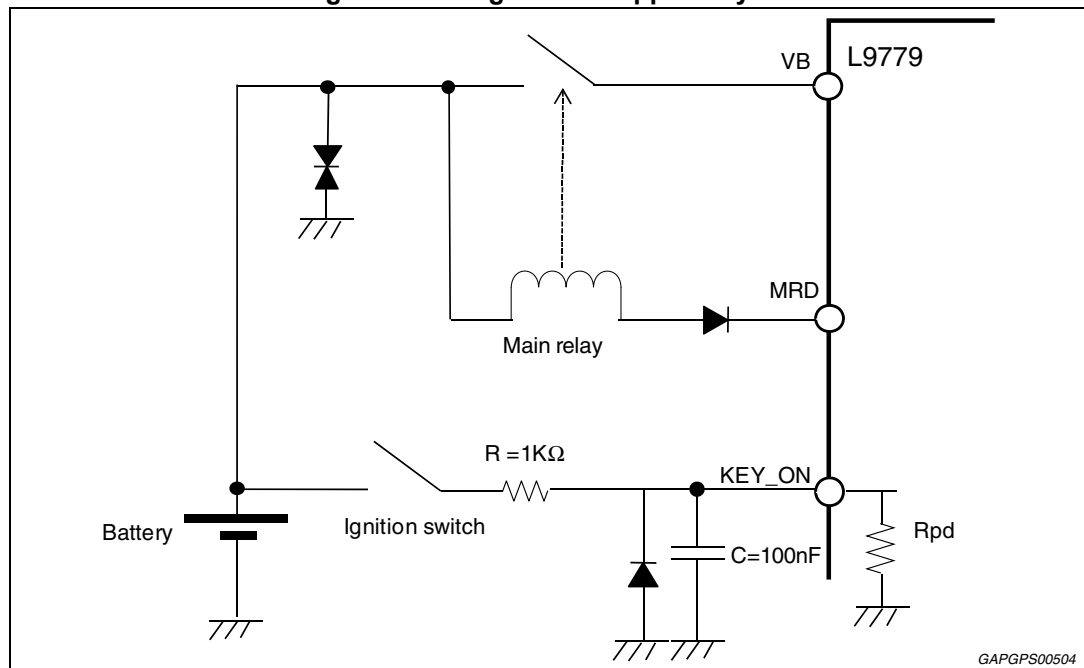 VB
L9779
MRD
Main relay
R =1KΩ
KEY_ON
Battery
Ignition switch
C=100nF
Rpd
GAPGPS00504